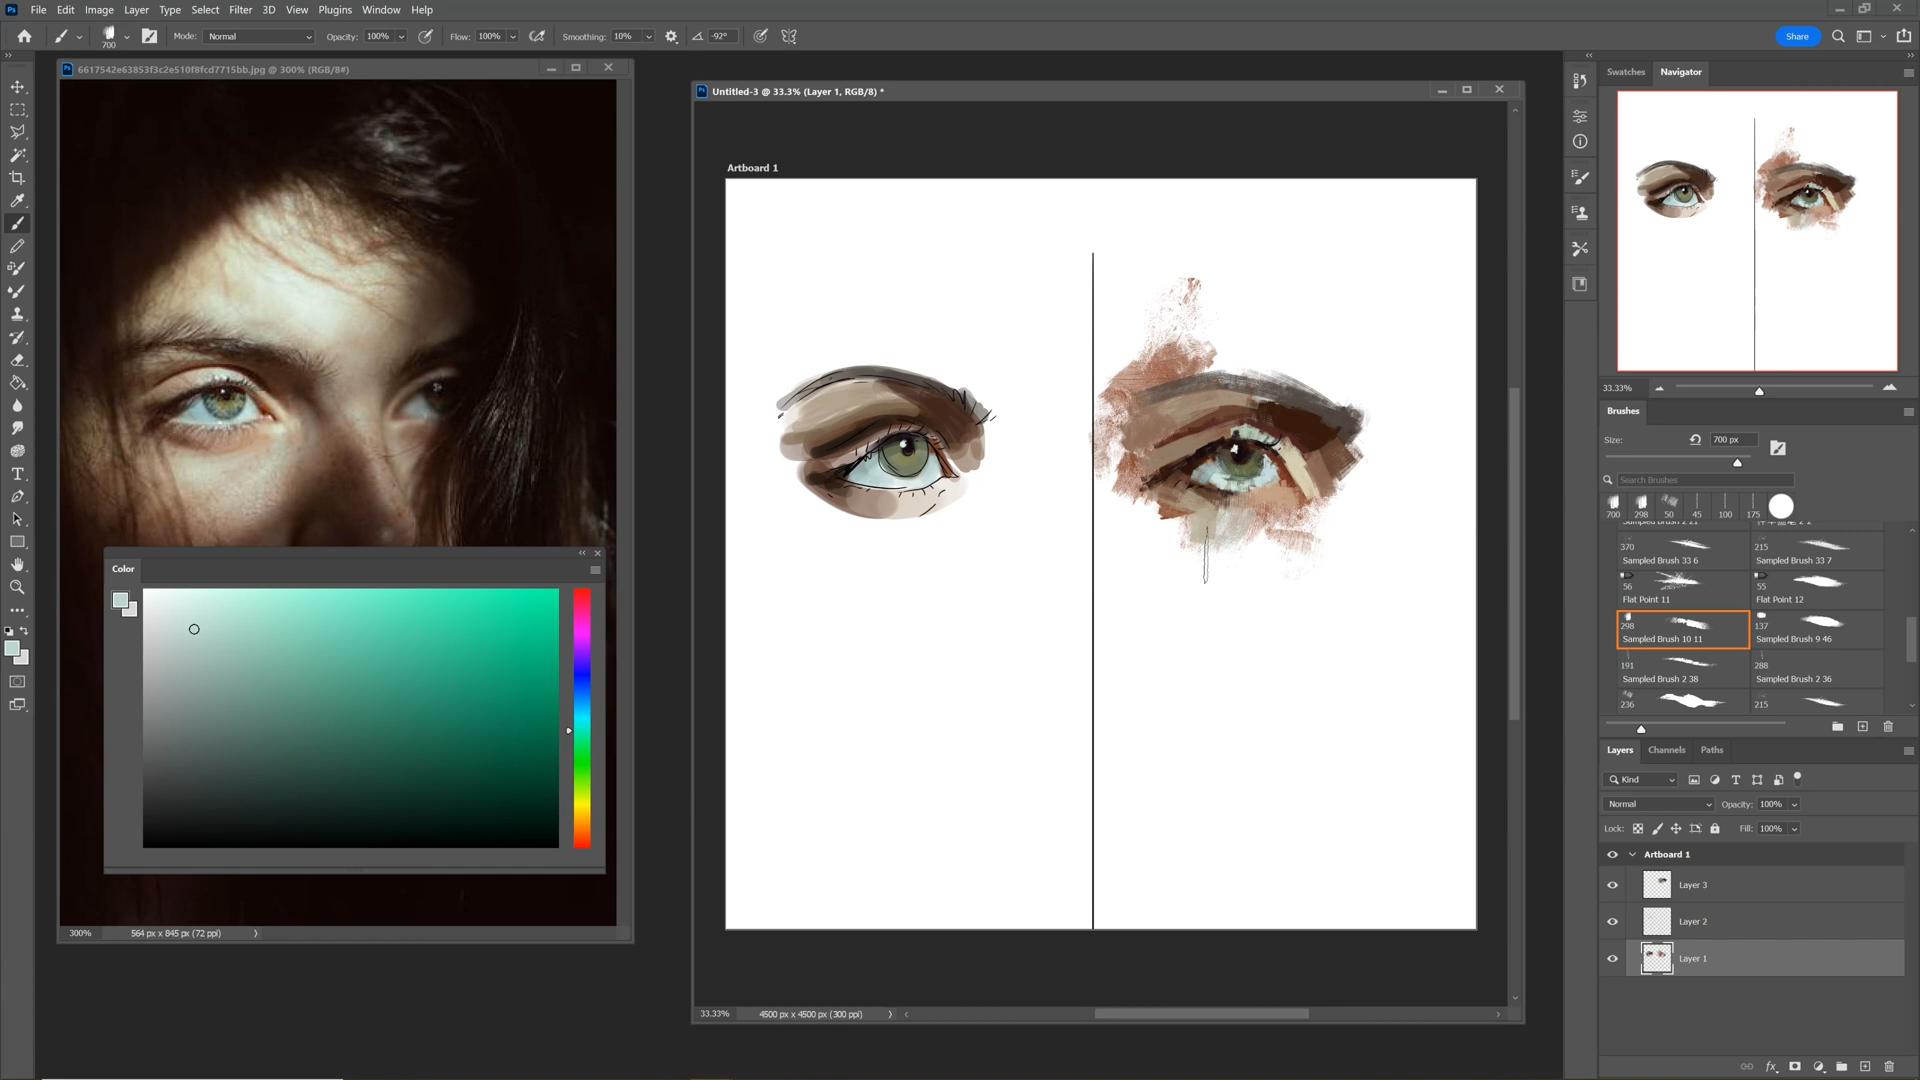 Ps File Edit Image Layer Type Select Filter 3D View Plugins Window Help
700 Mode: Normal Opacity: 100% Flow: 100% Smoothing: 10% -92° Share
6617542e63853f3c2e510f8fcd7715bb.jpg @ 300% (RGB/8#)
300% 564 px x 845 px (72 ppi)
Color
Untitled-3 @ 33.3% (Layer 1, RGB/8) *
Artboard 1
33.33% 4500 px x 4500 px (300 ppi)
Swatches Navigator
33.33%
Brushes
Size: 700 px
Search Brushes
700 298 50 45 100 175
370 215
Sampled Brush 33 6 Sampled Brush 33 7
56 55
Flat Point 11 Flat Point 12
298 137
Sampled Brush 10 11 Sampled Brush 9 46
191 288
Sampled Brush 2 38 Sampled Brush 2 36
236 215
Layers Channels Paths
Kind
Normal Opacity: 100%
Lock: Fill: 100%
Artboard 1
Layer 3
Layer 2
Layer 1
fx